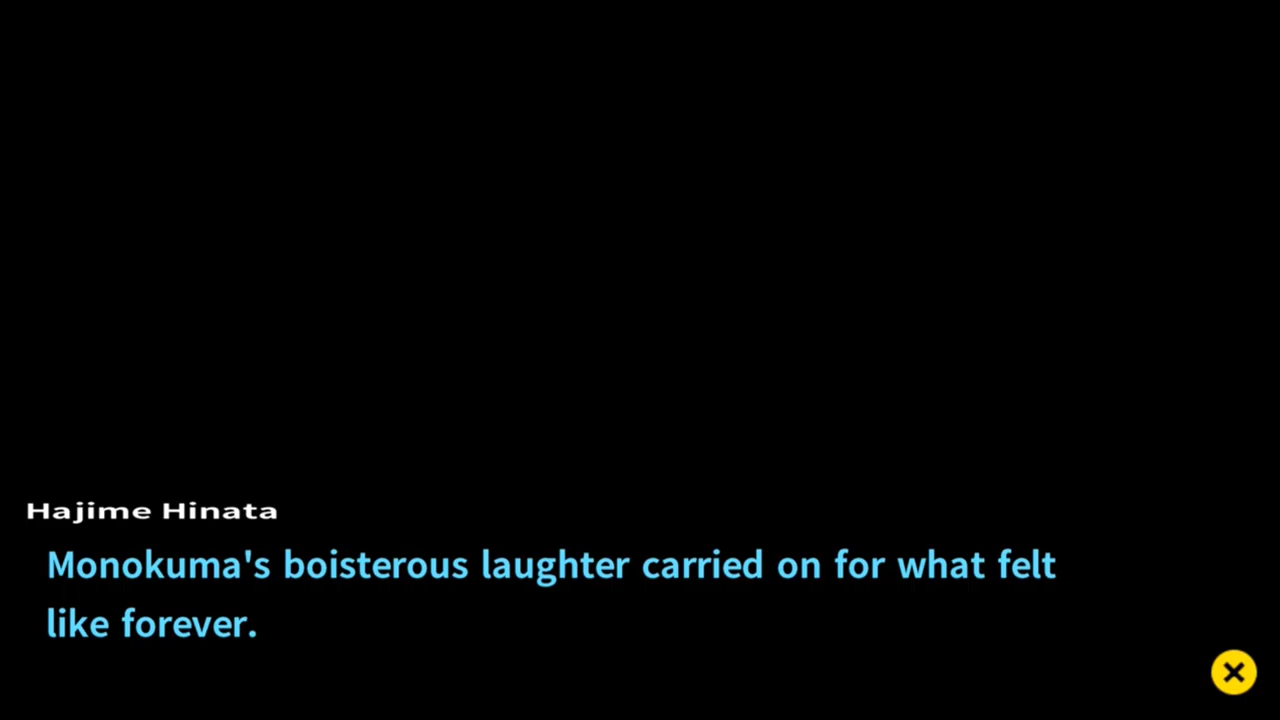 Hajime Hinata
Monokuma's boisterous laughter carried on for what felt
like forever.